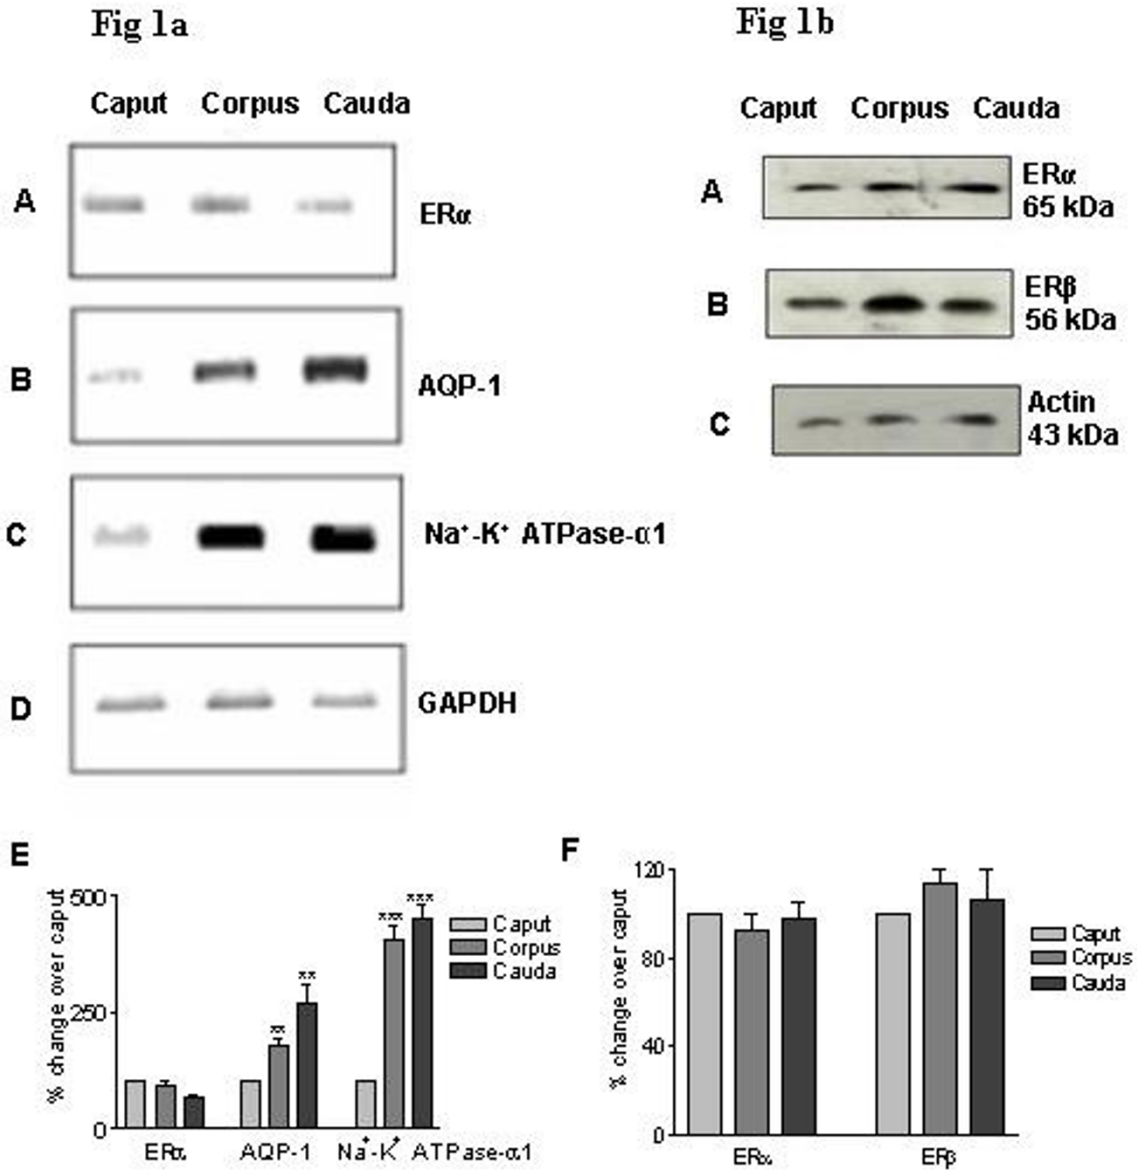 Fig 1a
Caput Corpus Cauda
A
ERα
B
AQP-1
C
Na⁺-K⁺ ATPase-α1
D
GAPDH
Fig 1b
Caput Corpus Cauda
A
ERα
65 kDa
B
ERβ
56 kDa
C
Actin
43 kDa
E
% change over caput
500
250
0
** ** *** ***
Caput
Corpus
Cauda
ERα AQP-1 Na⁺-K⁺ ATPase-α1
F
% change over caput
120
80
40
0
Caput
Corpus
Cauda
ERα ERβ